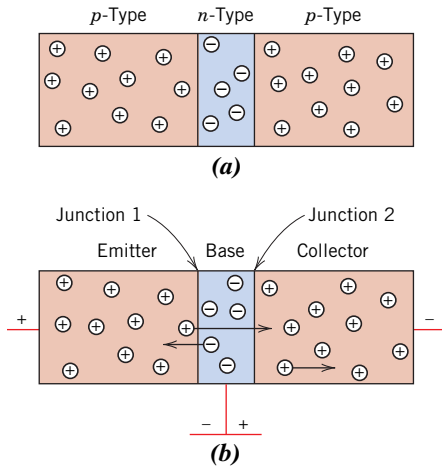 p-Type n-Type p-Type
(a)
Junction 1 Junction 2
Emitter Base Collector
+ −
− +
(b)